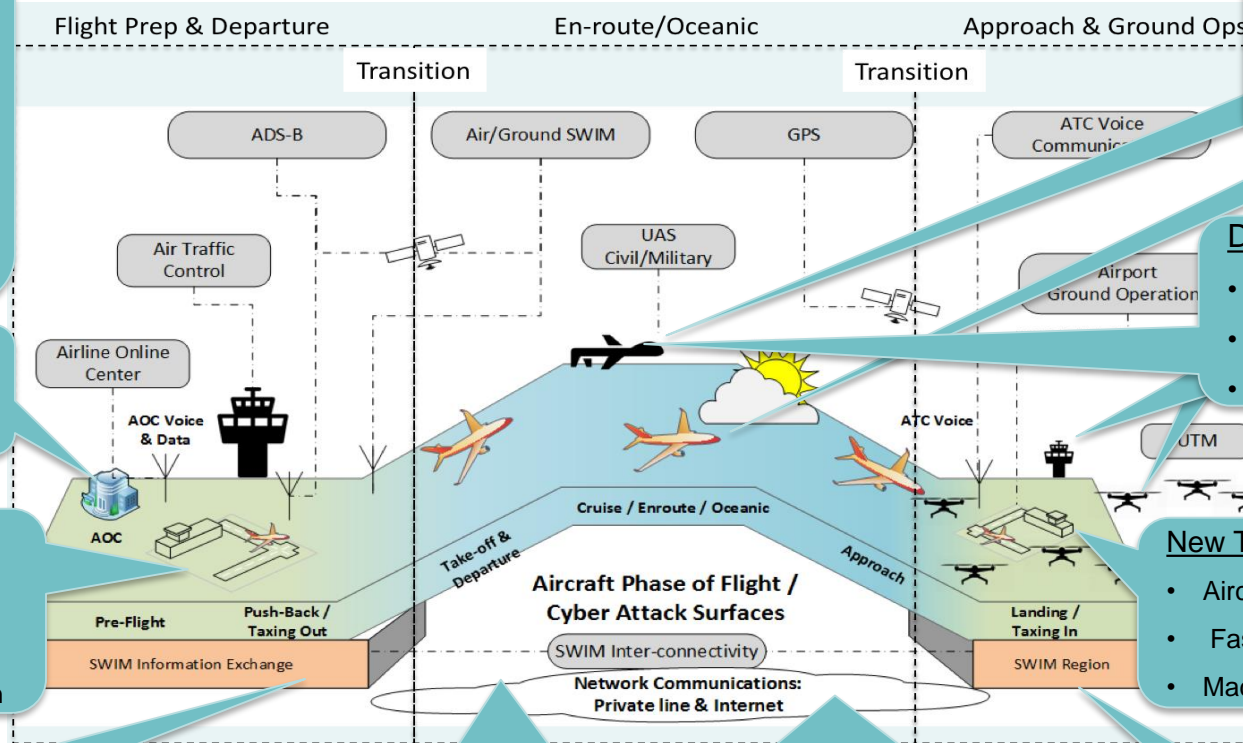 Flight Prep & Departure
En-route/Oceanic
Approach & Ground Ops
Transition
Transition
ADS-B
Air/Ground SWIM
GPS
ATC Voice
Air Traffic
Control
UAS
Civil/Military
Airport
Ground Operation
Airline Online
Center
AOC Voice
& Data
ATC Voice
UTM
AOC
Cruise / Enroute / Oceanic
Take-off &
Departure
Approach
Aircraft Phase of Flight /
Cyber Attack Surfaces
Pre-Flight
Push-Back /
Taxing Out
Landing /
Taxing In
SWIM Information Exchange
SWIM Inter-connectivity
SWIM Region
Network Communications:
Private line & Internet
New
•
•
•